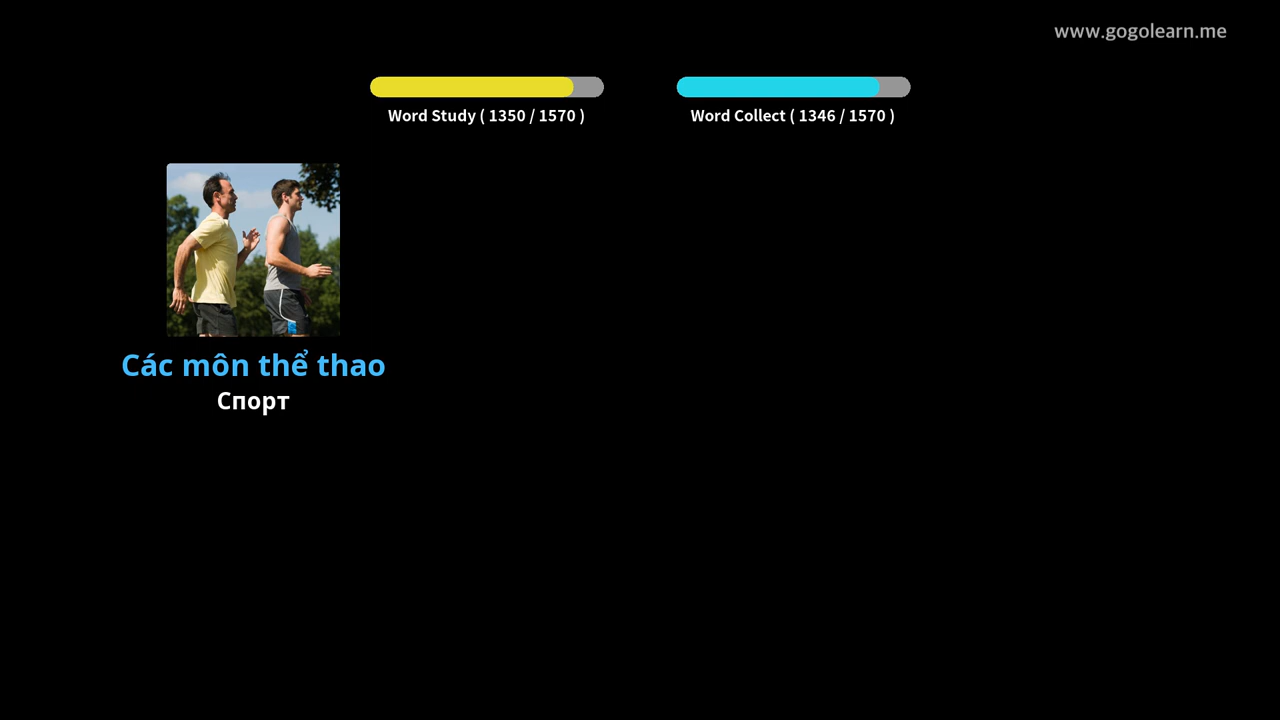 www.gogolearn.me
Word Study ( 1350 / 1570 )
Word Collect ( 1346 / 1570 )
Các môn thể thao
Спорт